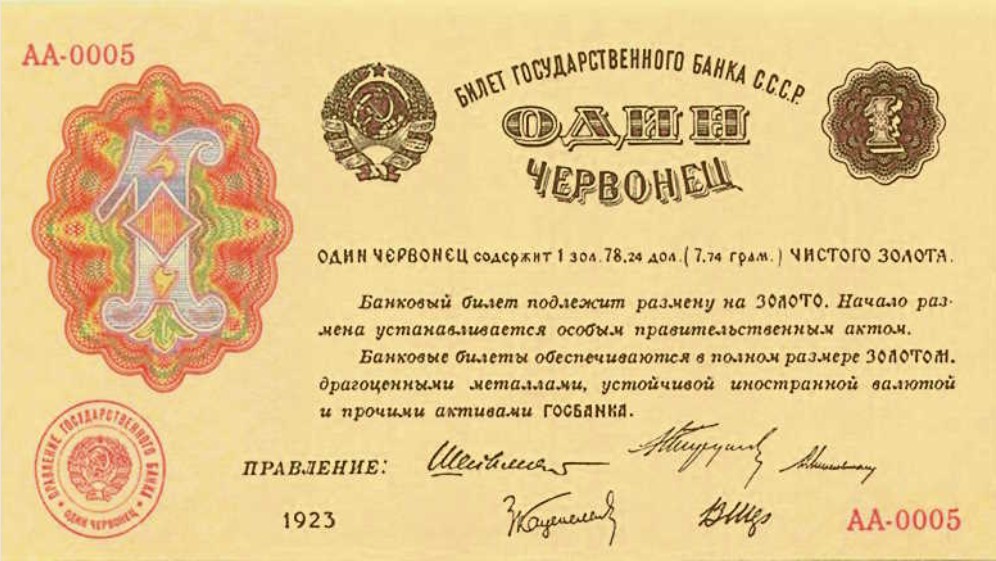 АА-0005
БИЛЕТ ГОСУДАРСТВЕННОГО БАНКА С.С.С.Р.
ОДИН
ЧЕРВОНЕЦ
1
1
ОДИН ЧЕРВОНЕЦ содержит 1 зол. 78,24 дол. (7,74 грам.) ЧИСТОГО ЗОЛОТА.
Банковый билет подлежит размену на ЗОЛОТО. Начало раз-
мена устанавливается особым правительственным актом.
Банковые билеты обеспечиваются в полном размере ЗОЛОТОМ,
драгоценными металлами, устойчивой иностранной валютой
и прочими активами ГОСБАНКА.
ПРАВЛЕНИЕ ГОСУДАРСТВЕННОГО БАНКА
ОДИН ЧЕРВОНЕЦ
ПРАВЛЕНИЕ:
1923
АА-0005